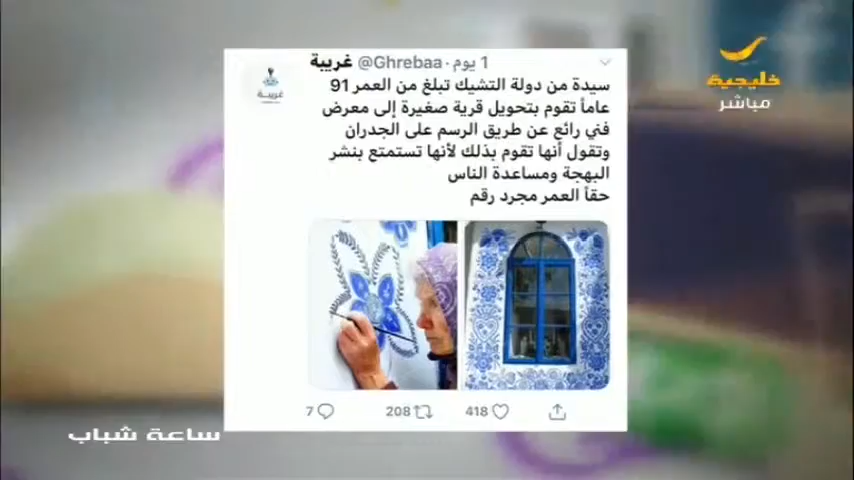 غريبة @Ghrebaa · 1 يوم
سيدة من دولة التشيك تبلغ من العمر 91
عاماً تقوم بتحويل قرية صغيرة إلى معرض
فني رائع عن طريق الرسم على الجدران
وتقول أنها تقوم بذلك لأنها تستمتع بنشر
البهجة ومساعدة الناس
حقاً العمر مجرد رقم
7 208 418
غريبة
خليجية
مباشر
ساعة شباب